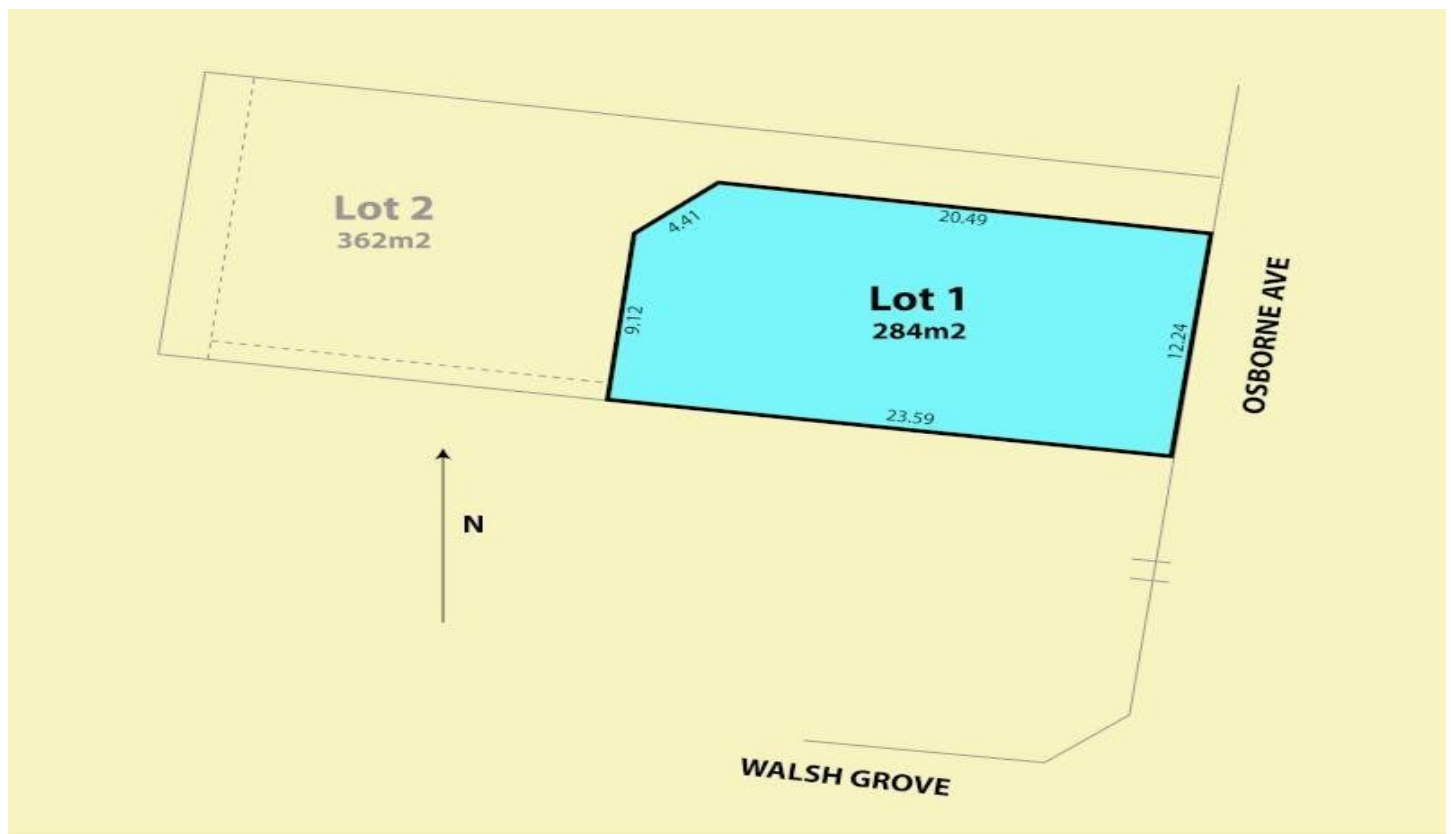 Lot 2
362m2
4.41
20.49
9.12
Lot 1
284m2
12.24
23.59
OSBORNE AVE
N
WALSH GROVE